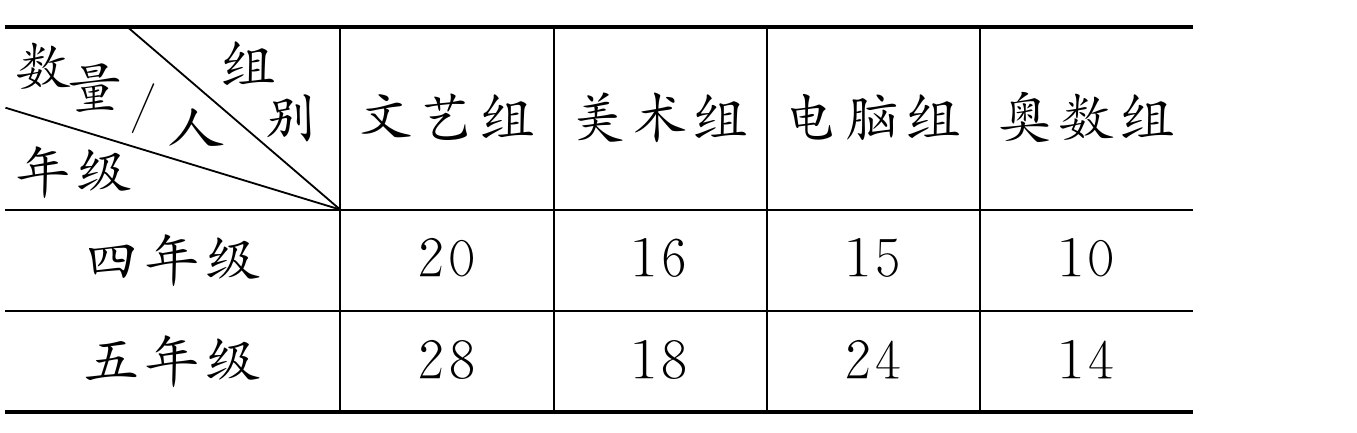 数量/人 组别 年级 文艺组 美术组 电脑组 奥数组
四年级 20 16 15 10
五年级 28 18 24 14